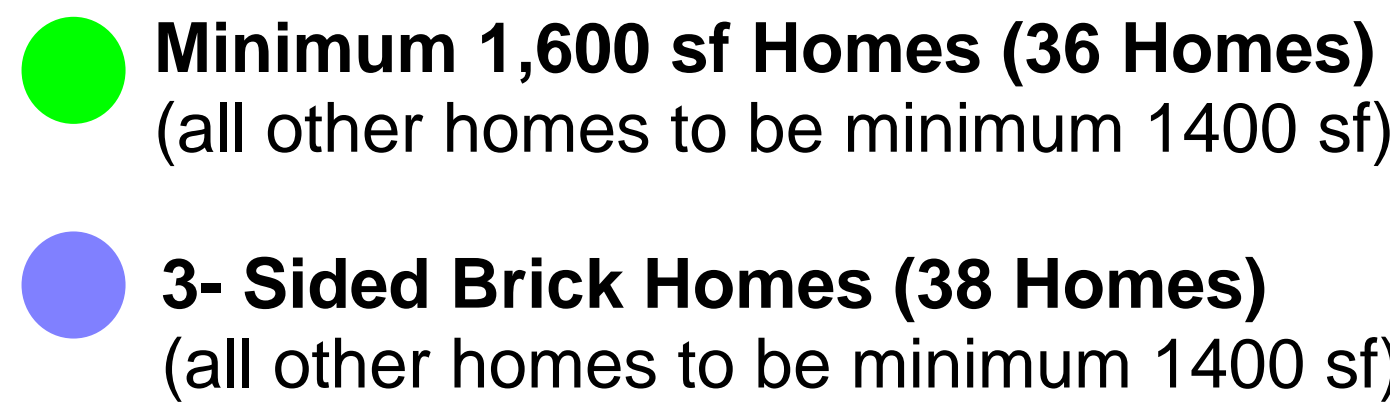 Minimum 1,600 sf Homes (36 Homes)
(all other homes to be minimum 1400 sf)
3- Sided Brick Homes (38 Homes)
(all other homes to be minimum 1400 sf)